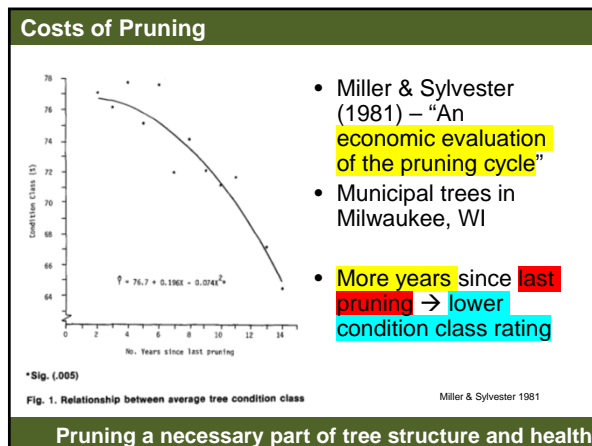 Costs of Pruning
78
76
74
72
70
68
66
64
Condition Class (%)
Ŷ = 76.7 + 0.196X - 0.074X²*
0 2 4 6 8 10 12 14
No. Years since last pruning
*Sig. (.005)
Fig. 1. Relationship between average tree condition class
• Miller & Sylvester
(1981) – “An
economic evaluation
of the pruning cycle”
• Municipal trees in
Milwaukee, WI
• More years since last
pruning → lower
condition class rating
Miller & Sylvester 1981
Pruning a necessary part of tree structure and health